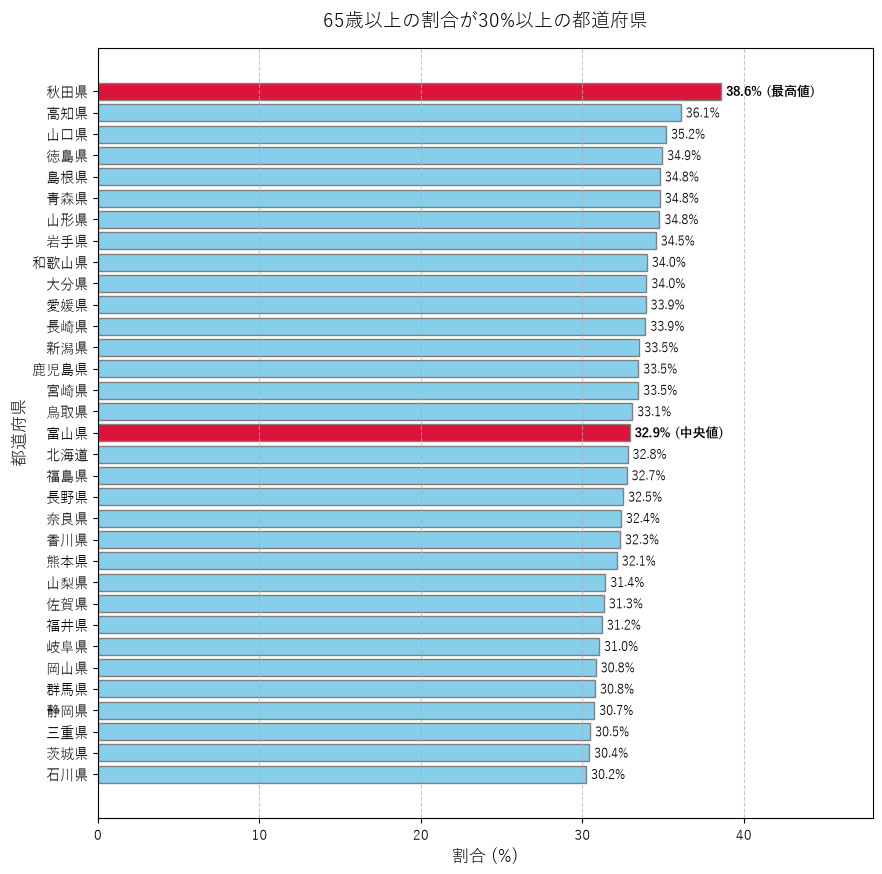 65歳以上の割合が30%以上の都道府県
秋田県 38.6% (最高値)
高知県 36.1%
山口県 35.2%
徳島県 34.9%
島根県 34.8%
青森県 34.8%
山形県 34.8%
岩手県 34.5%
和歌山県 34.0%
大分県 34.0%
愛媛県 33.9%
長崎県 33.9%
新潟県 33.5%
鹿児島県 33.5%
宮崎県 33.5%
鳥取県 33.1%
富山県 32.9% (中央値)
北海道 32.8%
福島県 32.7%
長野県 32.5%
奈良県 32.4%
香川県 32.3%
熊本県 32.1%
山梨県 31.4%
佐賀県 31.3%
福井県 31.2%
岐阜県 31.0%
岡山県 30.8%
群馬県 30.8%
静岡県 30.7%
三重県 30.5%
茨城県 30.4%
石川県 30.2%
都道府県
0 10 20 30 40
割合 (%)